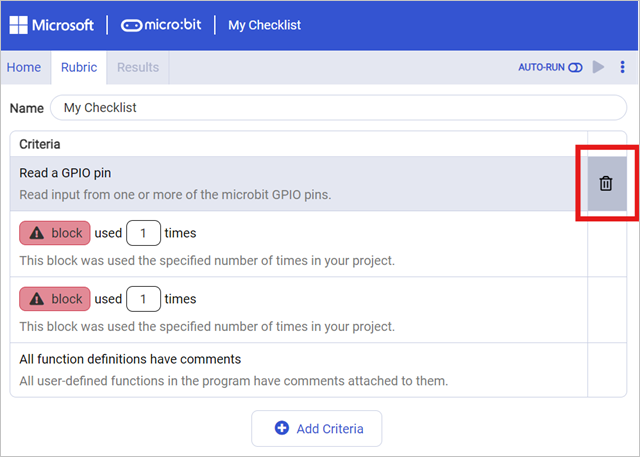 Microsoft micro:bit My Checklist
Home Rubric Results AUTO-RUN
Name My Checklist
Criteria
Read a GPIO pin
Read input from one or more of the microbit GPIO pins.
block used 1 times
This block was used the specified number of times in your project.
block used 1 times
This block was used the specified number of times in your project.
All function definitions have comments
All user-defined functions in the program have comments attached to them.
Add Criteria